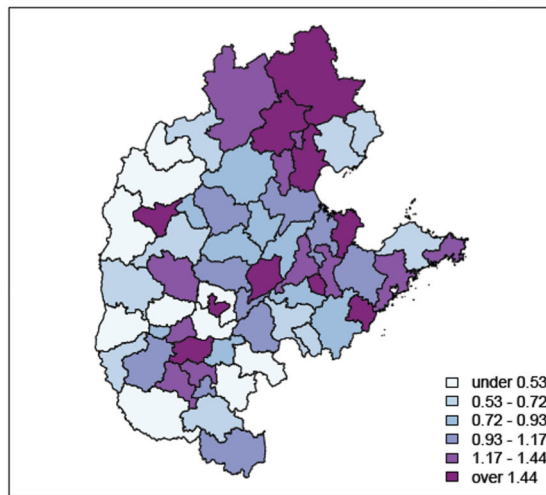 under 0.53
0.53 - 0.72
0.72 - 0.93
0.93 - 1.17
1.17 - 1.44
over 1.44